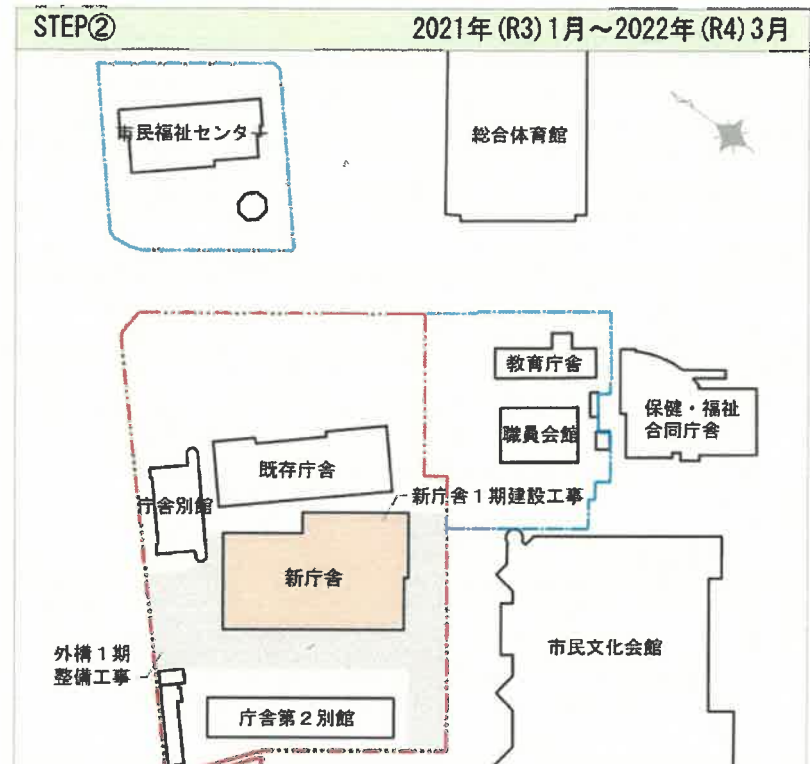 STEP② 2021年(R3)1月～2022年(R4)3月
市民福祉センター
総合体育館
教育庁舎
職員会館
保健・福祉
合同庁舎
既存庁舎
庁舎別館
新庁舎1期建設工事
新庁舎
市民文化会館
外構1期
整備工事
庁舎第2別館